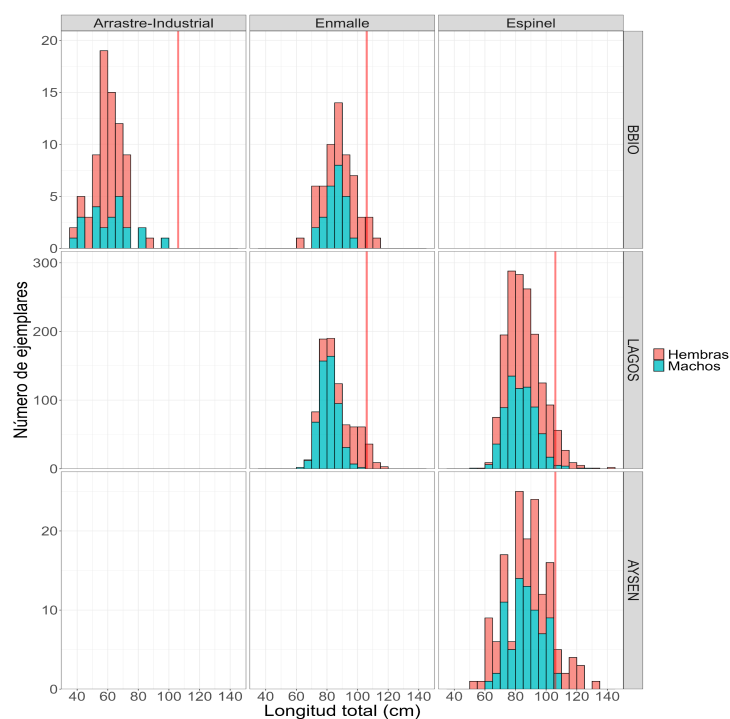 Arrastre-Industrial Enmalle Espinel
20
15
10
5
0
BBIO
300
200
100
0
LAGOS
Número de ejemplares
Hembras
Machos
20
10
0
AYSEN
40 60 80 100 120 140 40 60 80 100 120 140 40 60 80 100 120 140
Longitud total (cm)